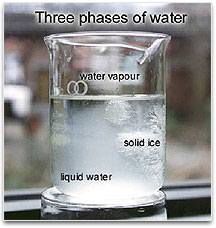 Three phases of water
water vapour
solid ice
liquid water